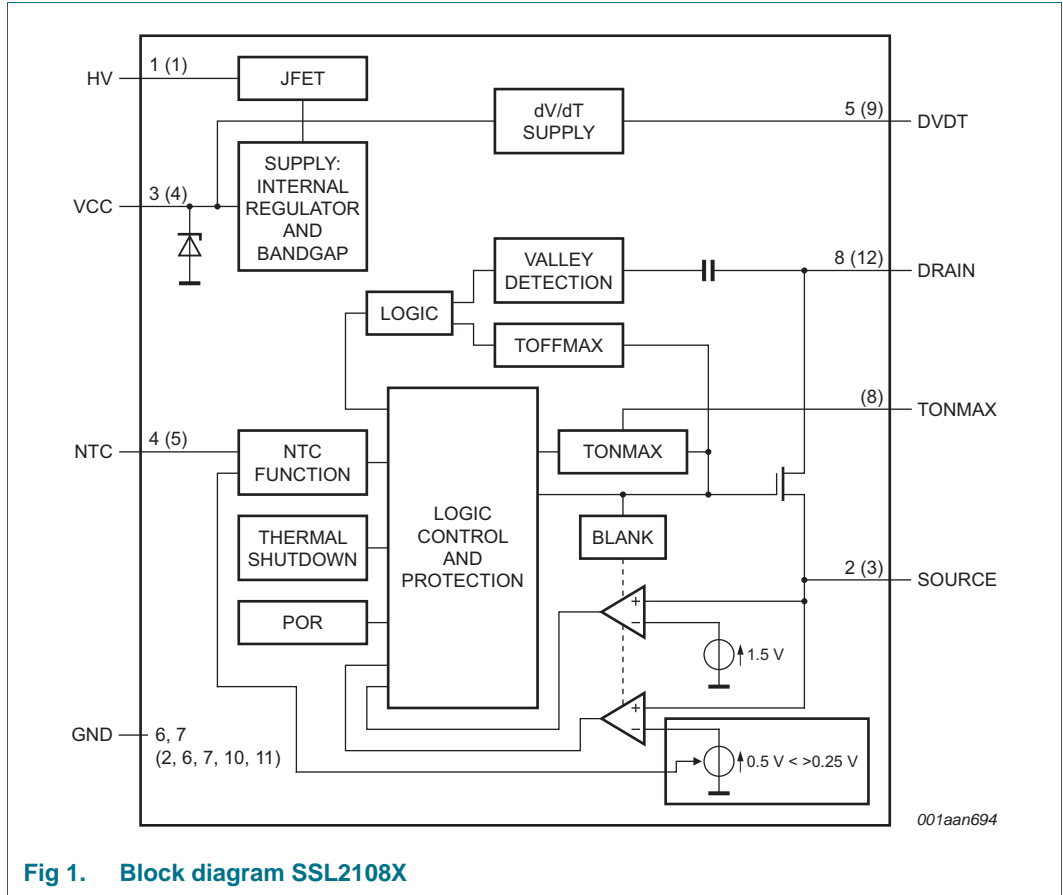 HV
1 (1)
JFET
dV/dT
SUPPLY
5 (9)
DVDT
SUPPLY:
INTERNAL
REGULATOR
AND
BANDGAP
VCC
3 (4)
VALLEY
DETECTION
8 (12)
DRAIN
LOGIC
TOFFMAX
(8)
TONMAX
NTC
4 (5)
NTC
FUNCTION
TONMAX
LOGIC
CONTROL
AND
PROTECTION
BLANK
THERMAL
SHUTDOWN
2 (3)
SOURCE
POR
+
−
1.5 V
+
−
GND
6, 7
(2, 6, 7, 10, 11)
0.5 V < >0.25 V
001aan694
Fig 1. Block diagram SSL2108X